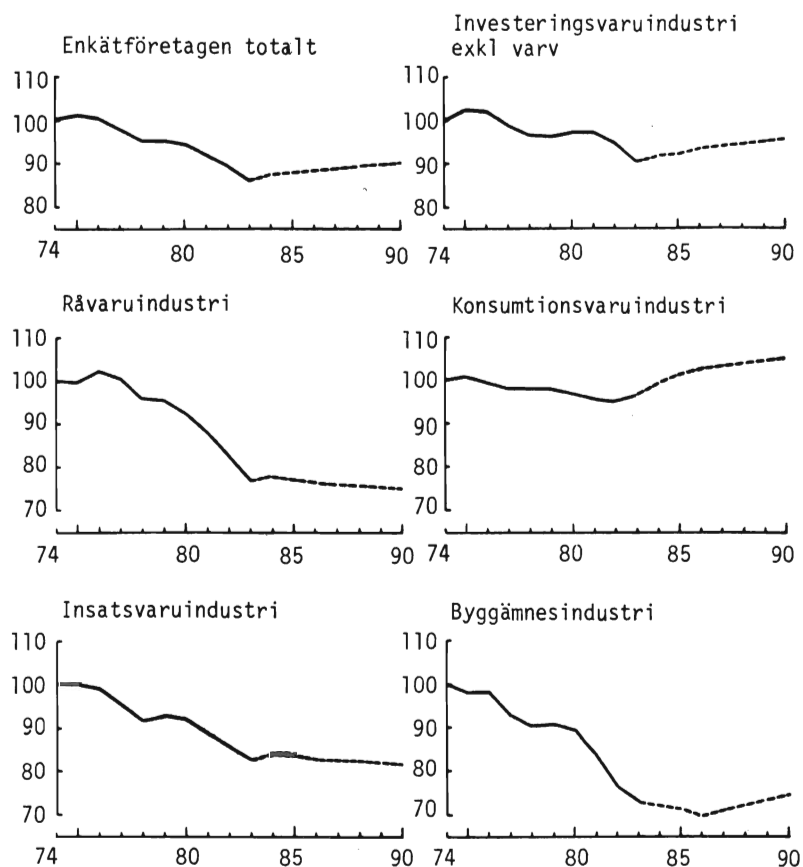 Enkätföretagen totalt
110
100
90
80
74 80 85 90
Investeringsvaruindustri
exkl varv
110
100
90
80
74 80 85 90
Råvaruindustri
110
100
90
80
70
74 80 85 90
Konsumtionsvaruindustri
110
100
90
80
70
74 80 85 90
Insatsvaruindustri
110
100
90
80
70
74 80 85 90
Byggämnesindustri
110
100
90
80
70
74 80 85 90